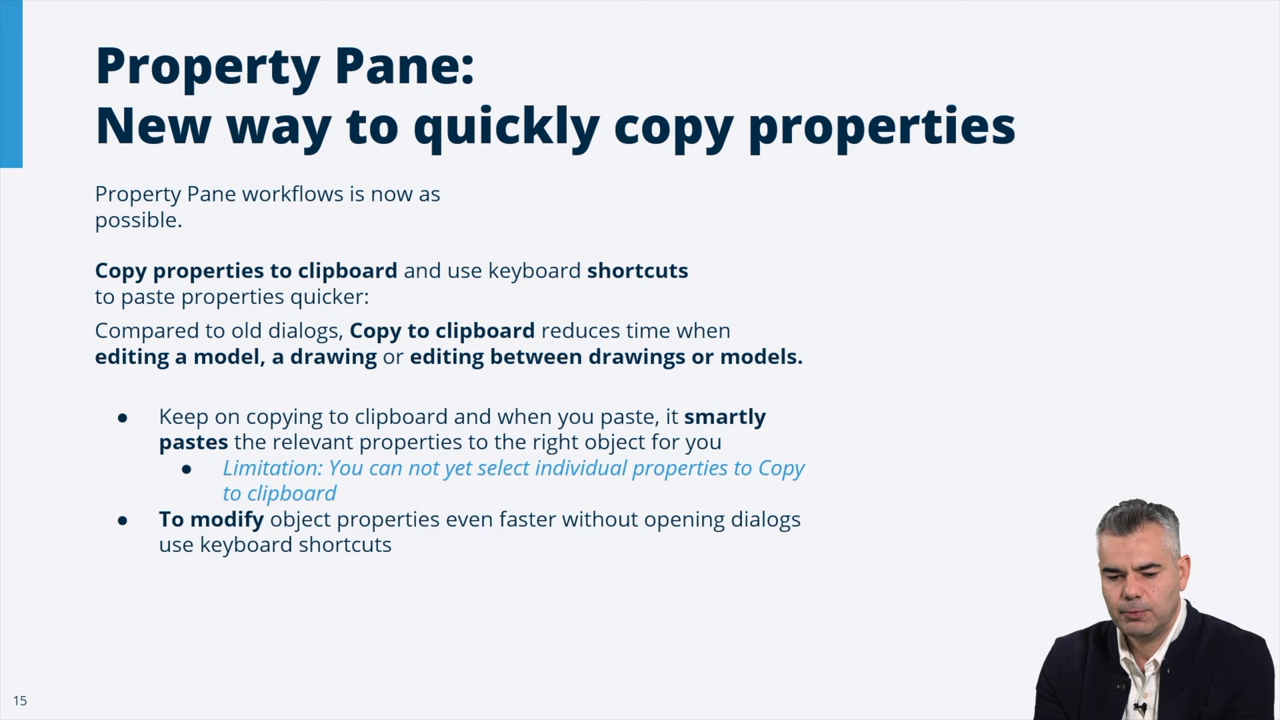 Property Pane:
New way to quickly copy properties
Property Pane workflows is now as
possible.
Copy properties to clipboard and use keyboard shortcuts
to paste properties quicker:
Compared to old dialogs, Copy to clipboard reduces time when
editing a model, a drawing or editing between drawings or models.
● Keep on copying to clipboard and when you paste, it smartly
pastes the relevant properties to the right object for you
● Limitation: You can not yet select individual properties to Copy
to clipboard
● To modify object properties even faster without opening dialogs
use keyboard shortcuts
15